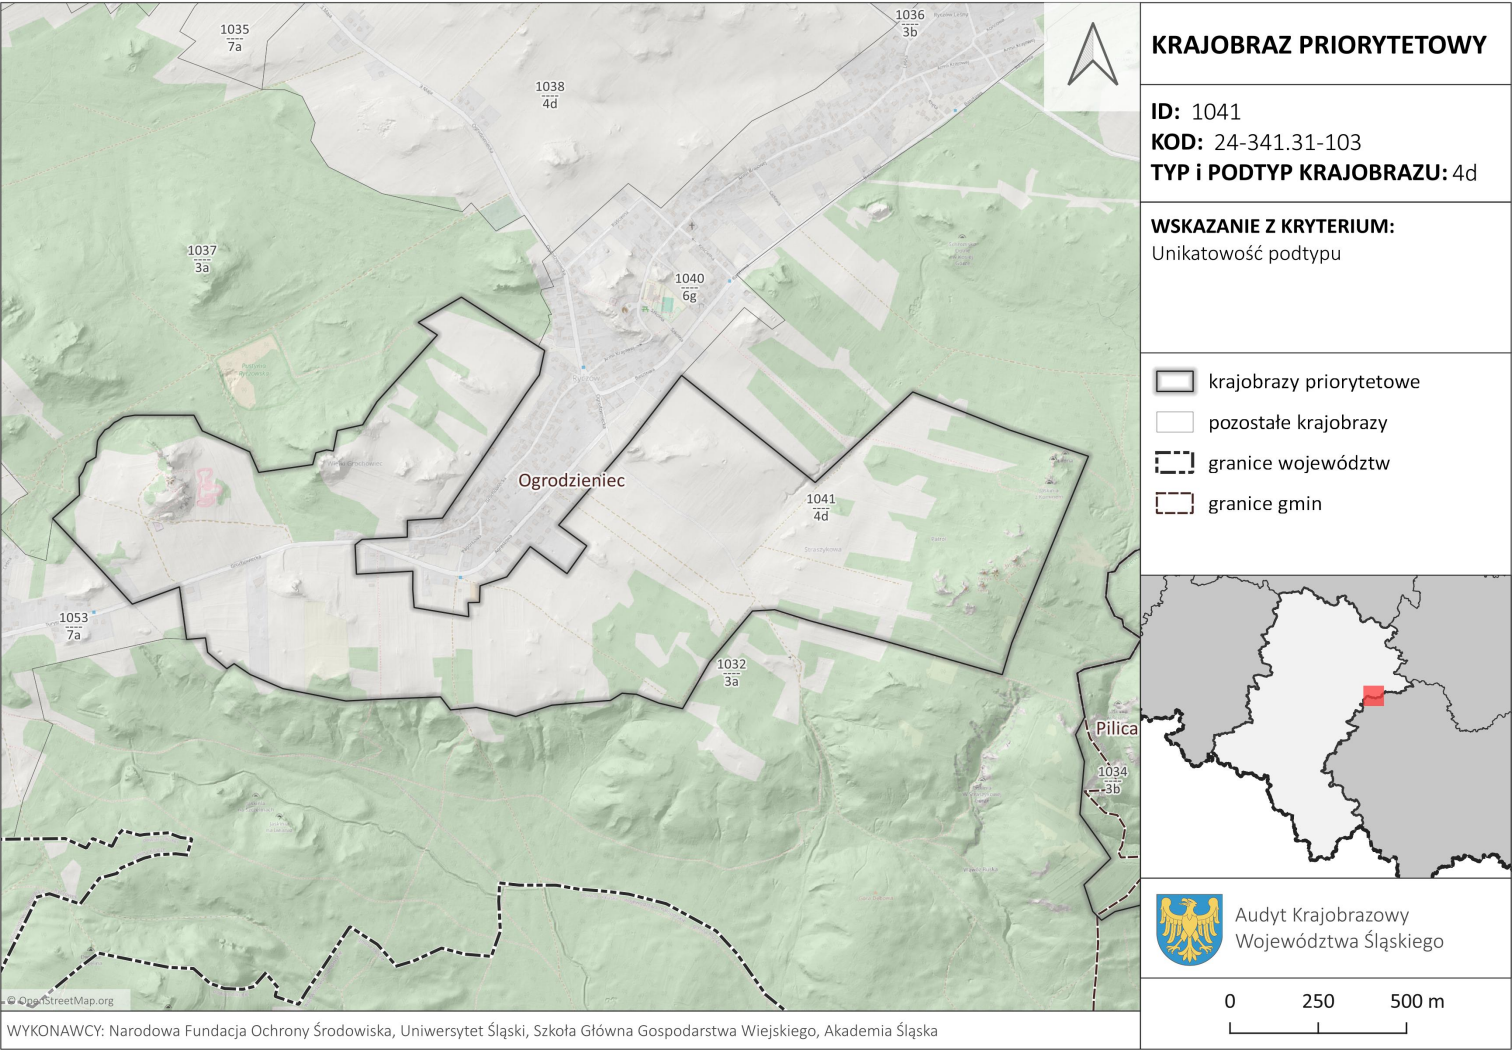 1035
7a
1036
3b
1038
4d
1037
3a
1040
6g
Ryczów
Ogrodzieniec
1041
4d
1053
7a
1032
3a
Pilica
1034
3b
© OpenStreetMap.org
WYKONAWCY: Narodowa Fundacja Ochrony Środowiska, Uniwersytet Śląski, Szkoła Główna Gospodarstwa Wiejskiego, Akademia Śląska
KRAJOBRAZ PRIORYTETOWY
ID: 1041
KOD: 24-341.31-103
TYP i PODTYP KRAJOBRAZU: 4d
WSKAZANIE Z KRYTERIUM:
Unikatowość podtypu
krajobrazy priorytetowe
pozostałe krajobrazy
granice województw
granice gmin
Audyt Krajobrazowy
Województwa Śląskiego
0 250 500 m